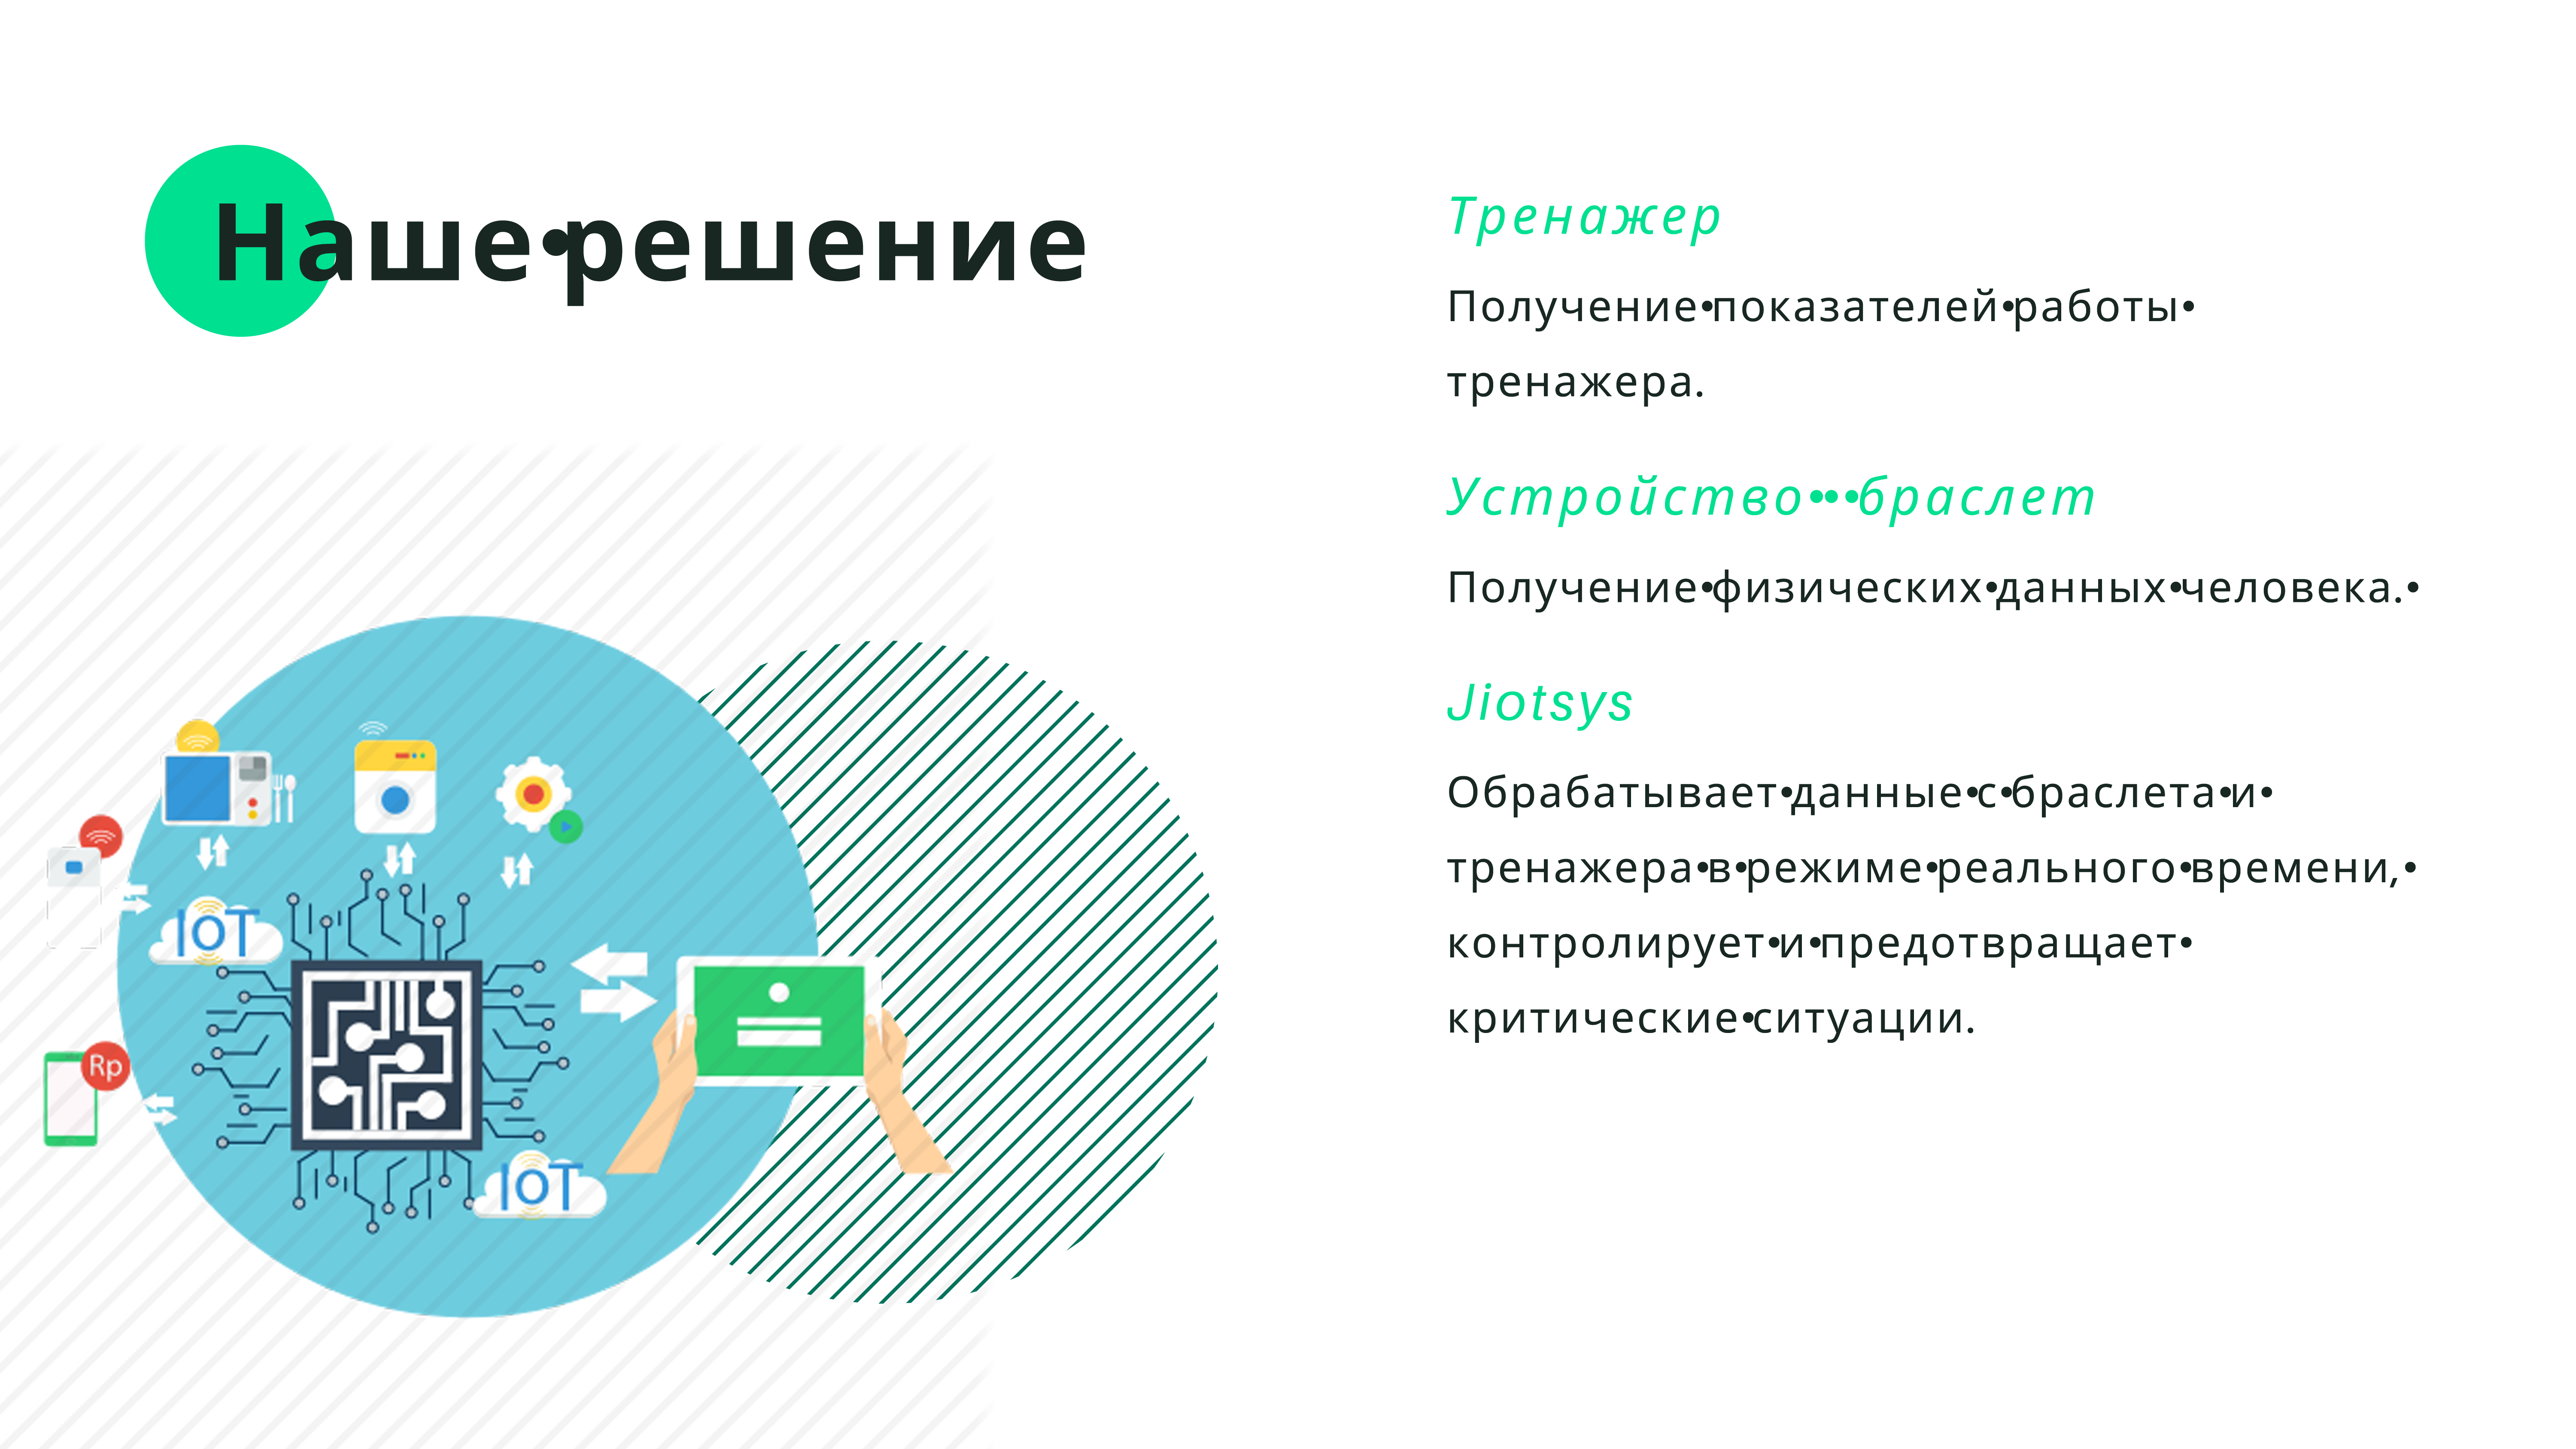 Наше•решение
Тренажер
Получение•показателей•работы•
тренажера.
Устройство•••браслет
Получение•физических•данных•человека.•
Jiotsys
Обрабатывает•данные•с•браслета•и•
тренажера•в•режиме•реального•времени,•
контролирует•и•предотвращает•
критические•ситуации.
IoT
Rp
IoT